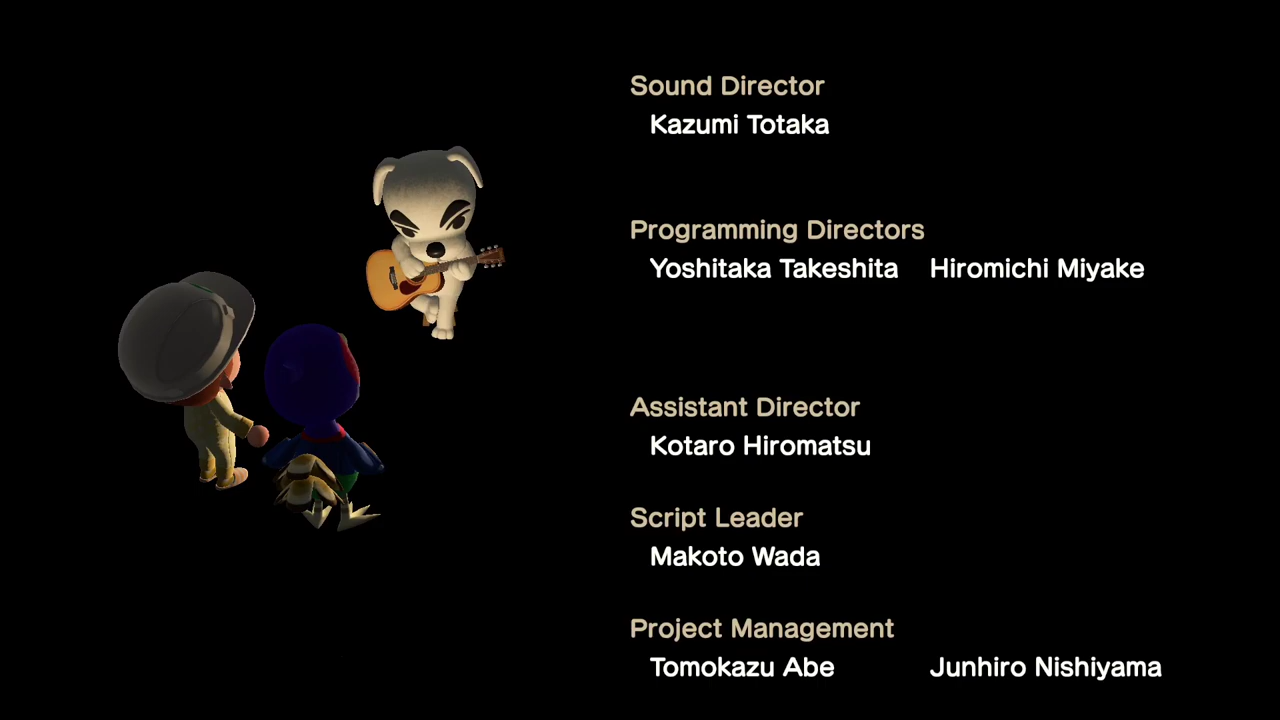 Sound Director
Kazumi Totaka
Programming Directors
Yoshitaka Takeshita Hiromichi Miyake
Assistant Director
Kotaro Hiromatsu
Script Leader
Makoto Wada
Project Management
Tomokazu Abe Junhiro Nishiyama